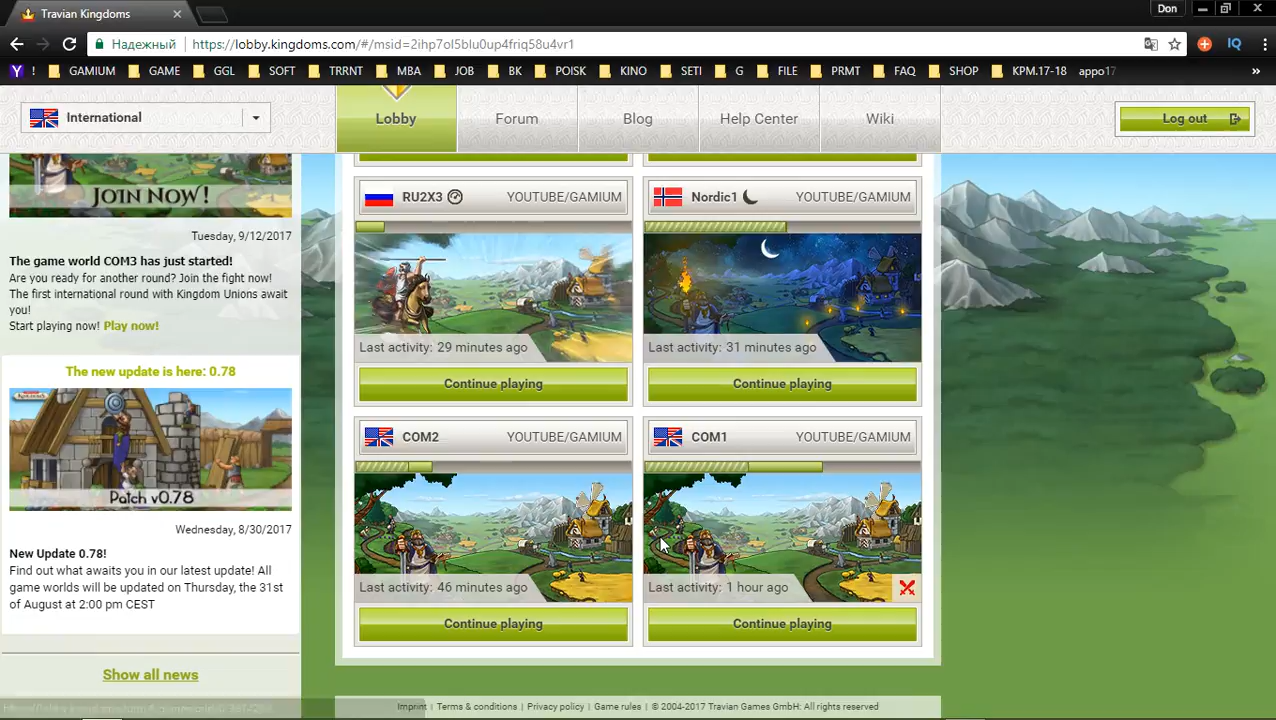 Travian Kingdoms
Don
Надежный
https://lobby.kingdoms.com/#/msid=2ihp7ol5blu0up4friq58u4vr1
IQ
Y ! GAMIUM GAME GGL SOFT TRRNT MBA JOB BK POISK KINO SETI G FILE PRMT FAQ SHOP KPM.17-18 appo17 »
International
Lobby
Forum
Blog
Help Center
Wiki
Log out
JOIN NOW!
Tuesday, 9/12/2017
The game world COM3 has just started!
Are you ready for another round? Join the fight now!
The first international round with Kingdom Unions await
you!
Start playing now! Play now!
The new update is here: 0.78
Patch v0.78
Wednesday, 8/30/2017
New Update 0.78!
Find out what awaits you in our latest update! All
game worlds will be updated on Thursday, the 31st
of August at 2:00 pm CEST
Show all news
RU2X3 YOUTUBE/GAMIUM
Last activity: 29 minutes ago
Continue playing
Nordic1 YOUTUBE/GAMIUM
Last activity: 31 minutes ago
Continue playing
COM2 YOUTUBE/GAMIUM
Last activity: 46 minutes ago
Continue playing
COM1 YOUTUBE/GAMIUM
Last activity: 1 hour ago
Continue playing
Imprint | Terms & conditions | Privacy policy | Game rules | © 2004-2017 Travian Games GmbH: All rights reserved